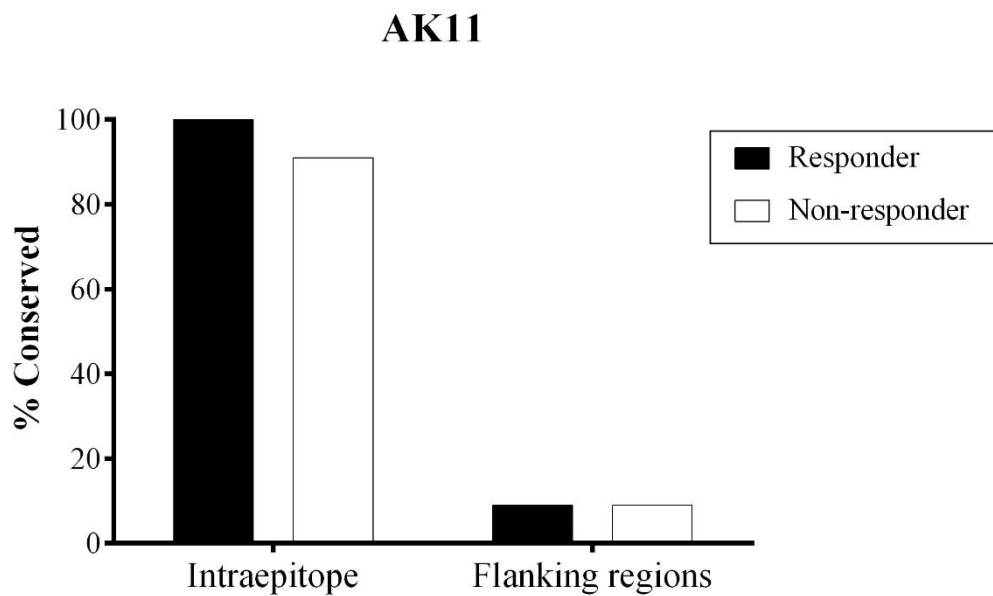 AK11
% Conserved
100
80
60
40
20
0
Intraepitope
Flanking regions
Responder
Non-responder